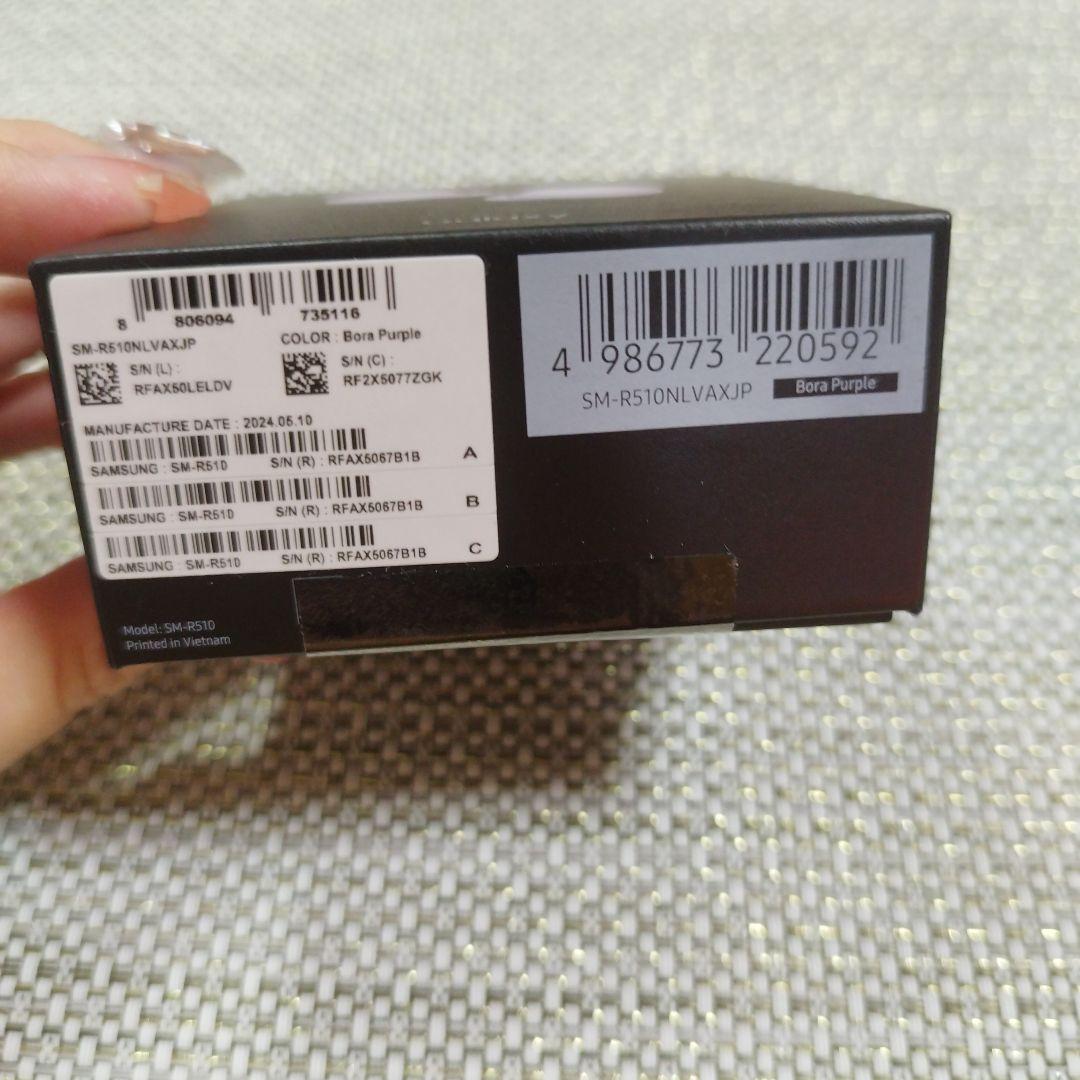 8 806094 735116
SM-R510NLVAXJP
COLOR : Bora Purple
S/N (L) :
RFAX50LELDV
S/N (C) :
RF2X5077ZGK
MANUFACTURE DATE : 2024.05.10
SAMSUNG : SM-R510 S/N (R) : RFAX5067B1B A
SAMSUNG : SM-R510 S/N (R) : RFAX5067B1B B
SAMSUNG : SM-R510 S/N (R) : RFAX5067B1B C
Model: SM-R510
Printed in Vietnam
4 986773 220592
SM-R510NLVAXJP Bora Purple